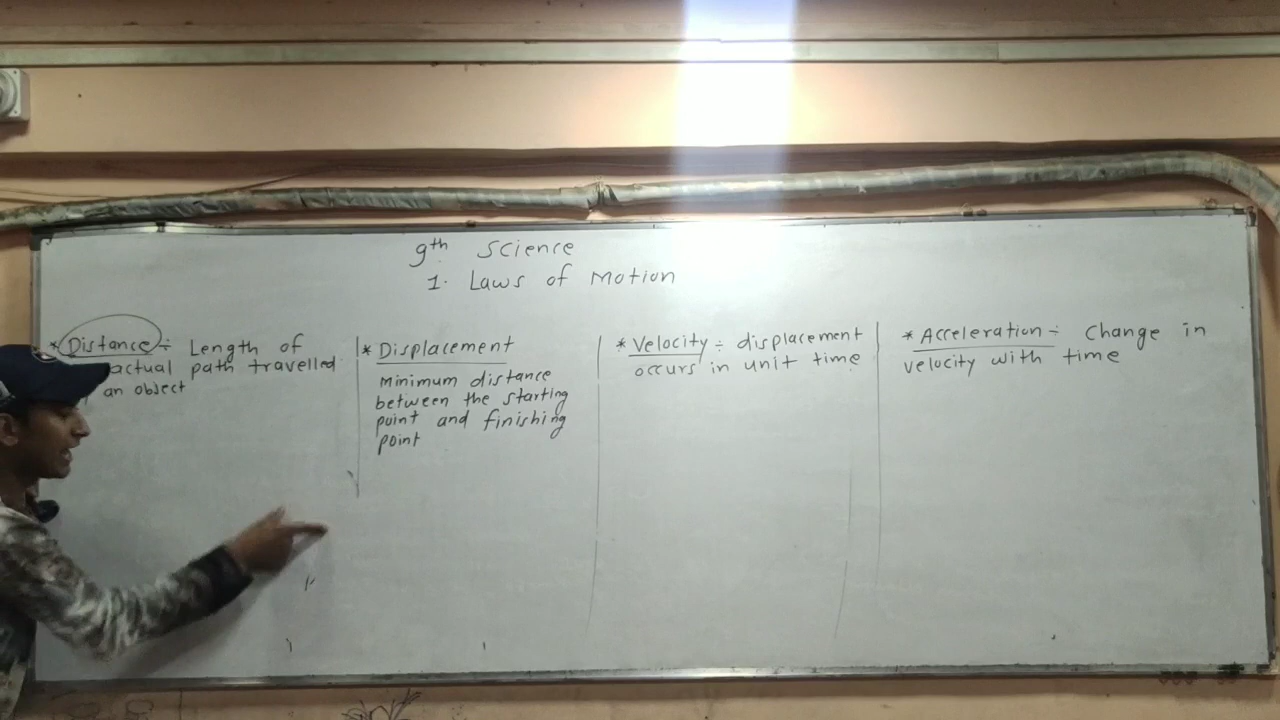 9th Science
1. Laws of Motion
* Distance ÷ Length of
actual path travelled
an object
* Displacement
minimum distance
between the starting
point and finishing
point
* Velocity ÷ displacement
occurs in unit time
* Acceleration ÷ Change in
velocity with time